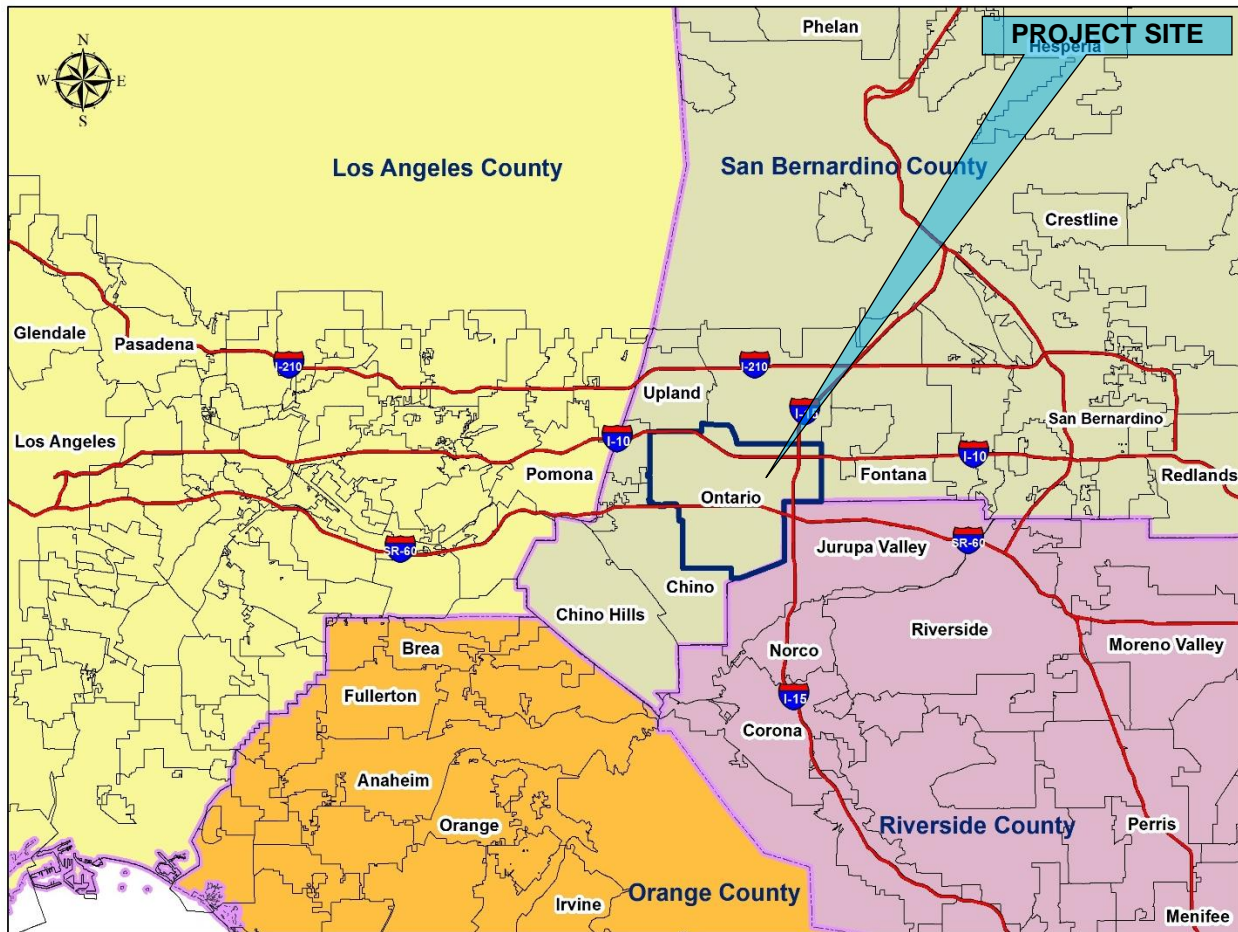 Phelan
PROJECT SITE
Hesperia
N
W
E
S
Los Angeles County
San Bernardino County
Crestline
Glendale
Pasadena
I-210
I-210
Upland
I-15
San Bernardino
Los Angeles
I-10
Pomona
Fontana
I-10
Redlands
Ontario
SR-60
Jurupa Valley
SR-60
Chino
Chino Hills
Riverside
Moreno Valley
Brea
Norco
Fullerton
I-15
Corona
Anaheim
Orange
Riverside County
Perris
Orange County
Irvine
Menifee